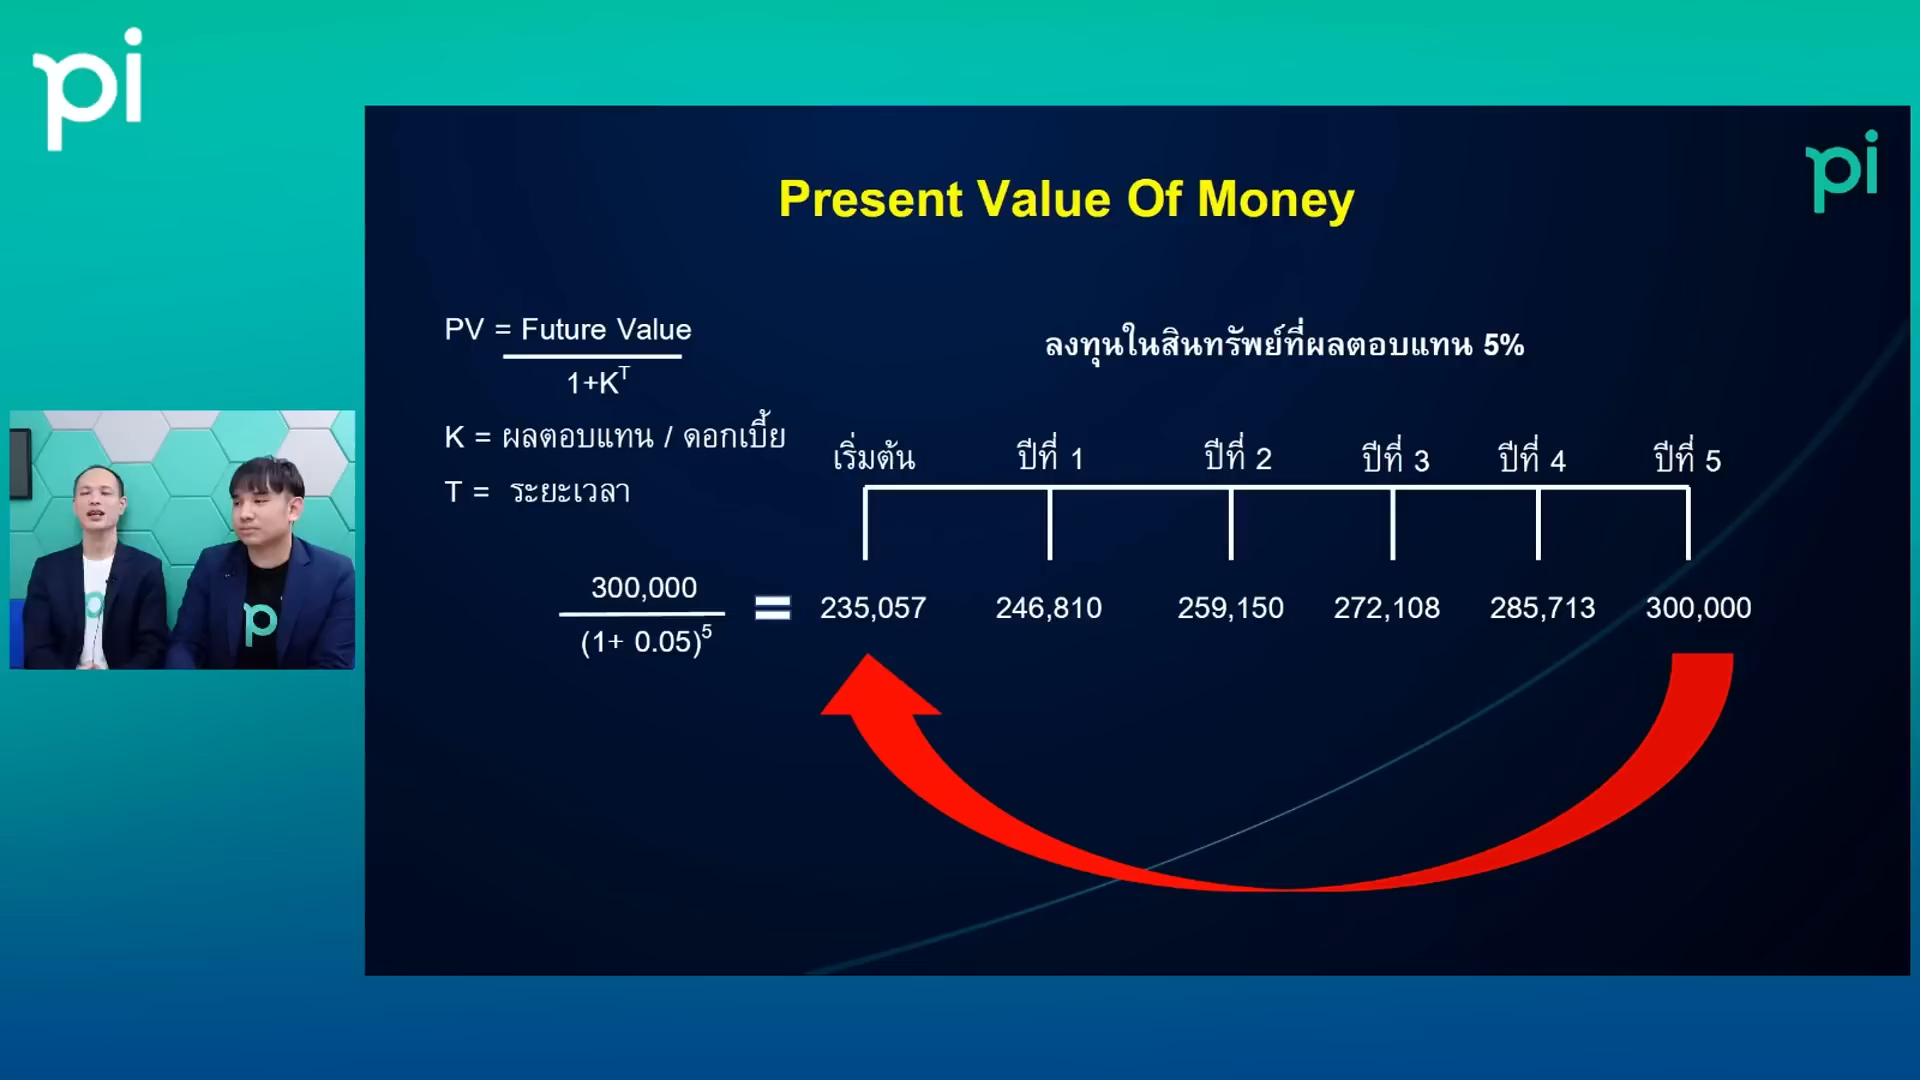 pi
pi
Present Value Of Money
PV = Future Value
1+K^T
K = ผลตอบแทน / ดอกเบี้ย
T = ระยะเวลา
ลงทุนในสินทรัพย์ที่ผลตอบแทน 5%
เริ่มต้น ปีที่ 1 ปีที่ 2 ปีที่ 3 ปีที่ 4 ปีที่ 5
300,000
(1+ 0.05)^5
= 235,057 246,810 259,150 272,108 285,713 300,000
p
pi